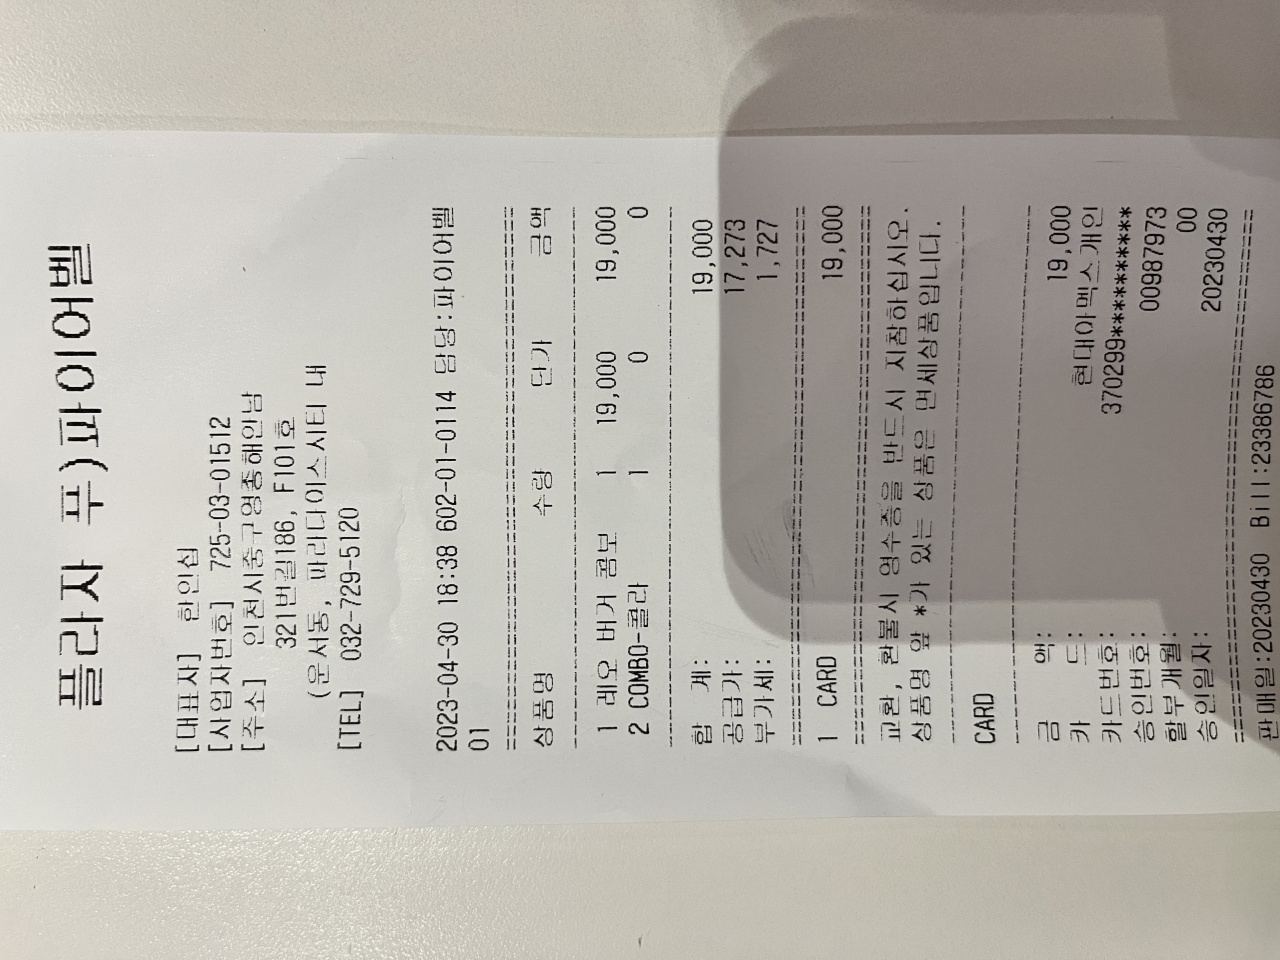 플라자 푸)파이어벨
[대표자] 한인섭
[사업자번호] 725-03-01512
[주소] 인천시중구영종해안남
321번길186, F101호
(운서동, 파라다이스시티 내
[TEL] 032-729-5120
2023-04-30 18:38 602-01-0114 담당:파이어벨
01
상품명 수량 단가 금액
1 레오 버거 콤보 1 19,000 19,000
2 COMBO-콜라 1 0 0
합 계: 19,000
공급가: 17,273
부가세: 1,727
1 CARD 19,000
교환, 환불시 영수증을 반드시 지참하십시오.
상품명 앞 *가 있는 상품은 면세상품입니다.
CARD
금 액: 19,000
카 드: 현대아멕스개인
카드번호: 370299**********
승인번호: 00987973
할부개월: 00
승인일자: 20230430
판매일:20230430 Bill:23386786